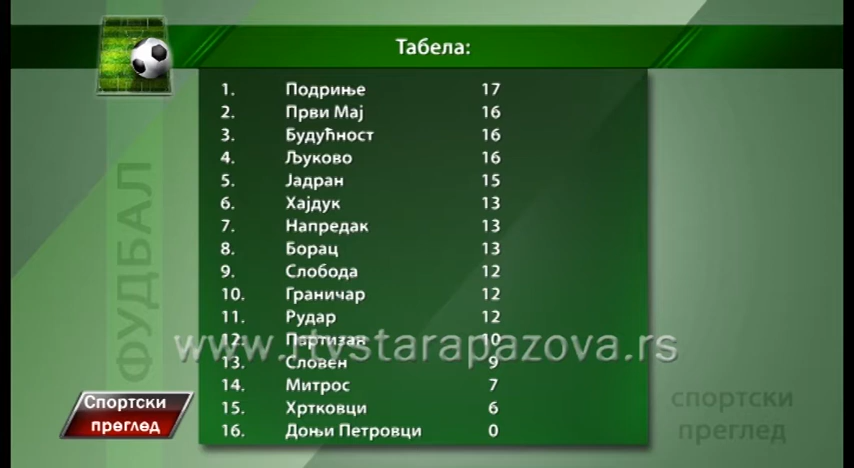 Табела:
1. Подриње 17
2. Први Мај 16
3. Будућност 16
4. Љуково 16
5. Јадран 15
6. Хајдук 13
7. Напредак 13
8. Борац 13
9. Слобода 12
10. Граничар 12
11. Рудар 12
12. Партизан 10
www.rtvstarapazova.rs
13. Словен 9
14. Митрос 7
15. Хртковци 6
16. Доњи Петровци 0
ФУДБАЛ
Спортски
преглед
спортски
преглед